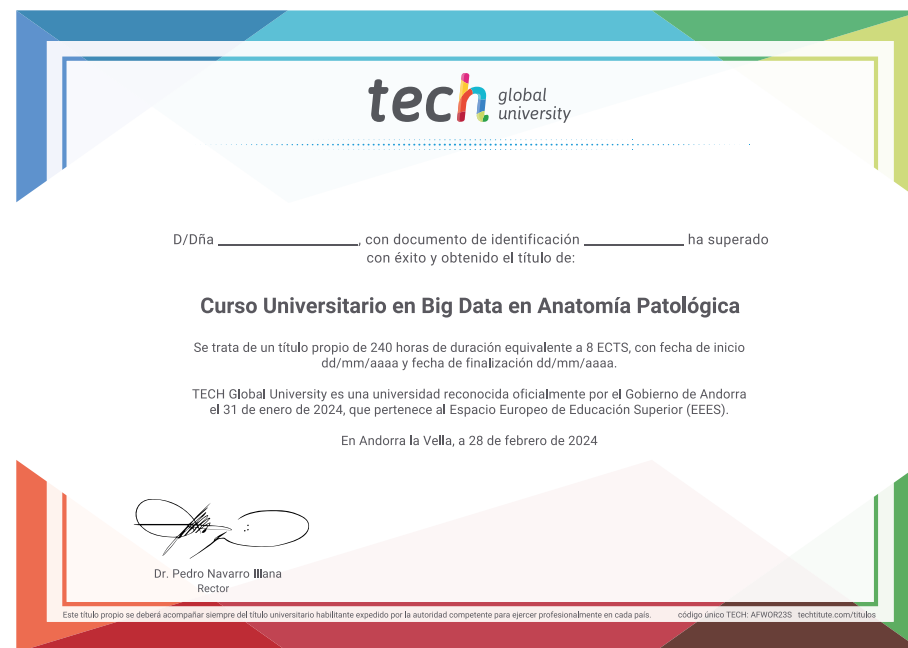 tech global university
D/Dña ____________________, con documento de identificación ______________ ha superado
con éxito y obtenido el título de:
Curso Universitario en Big Data en Anatomía Patológica
Se trata de un título propio de 240 horas de duración equivalente a 8 ECTS, con fecha de inicio
dd/mm/aaaa y fecha de finalización dd/mm/aaaa.
TECH Global University es una universidad reconocida oficialmente por el Gobierno de Andorra
el 31 de enero de 2024, que pertenece al Espacio Europeo de Educación Superior (EEES).
En Andorra la Vella, a 28 de febrero de 2024
Dr. Pedro Navarro Illana
Rector
Este título propio se deberá acompañar siempre del título universitario habilitante expedido por la autoridad competente para ejercer profesionalmente en cada país. código único TECH: AFWOR23S techtitute.com/titulos